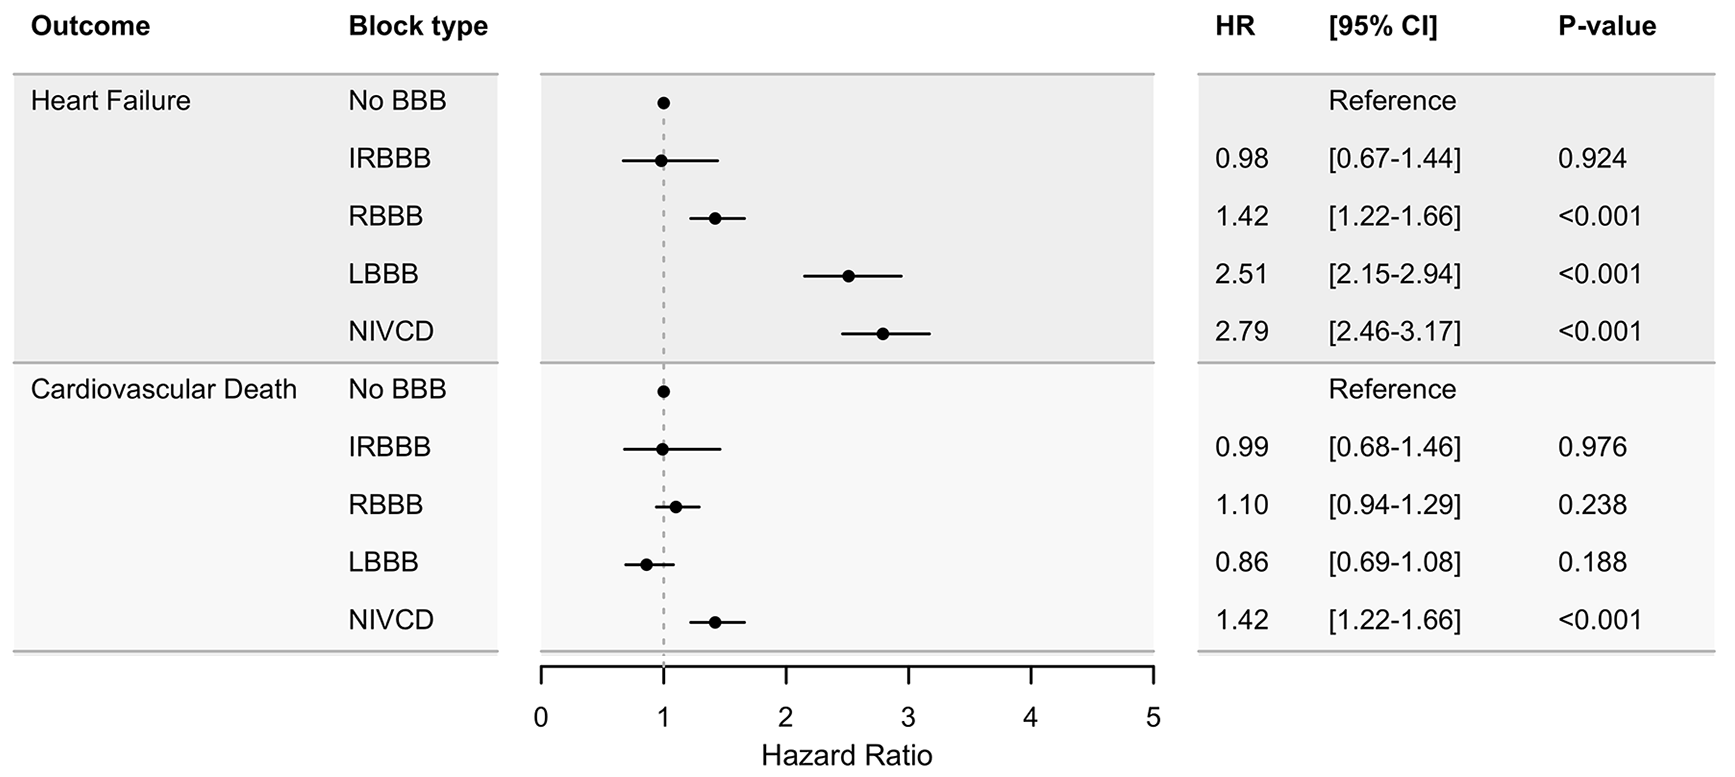 Outcome Block type HR [95% CI] P-value
Heart Failure No BBB Reference
IRBBB 0.98 [0.67-1.44] 0.924
RBBB 1.42 [1.22-1.66] <0.001
LBBB 2.51 [2.15-2.94] <0.001
NIVCD 2.79 [2.46-3.17] <0.001
Cardiovascular Death No BBB Reference
IRBBB 0.99 [0.68-1.46] 0.976
RBBB 1.10 [0.94-1.29] 0.238
LBBB 0.86 [0.69-1.08] 0.188
NIVCD 1.42 [1.22-1.66] <0.001
0 1 2 3 4 5
Hazard Ratio